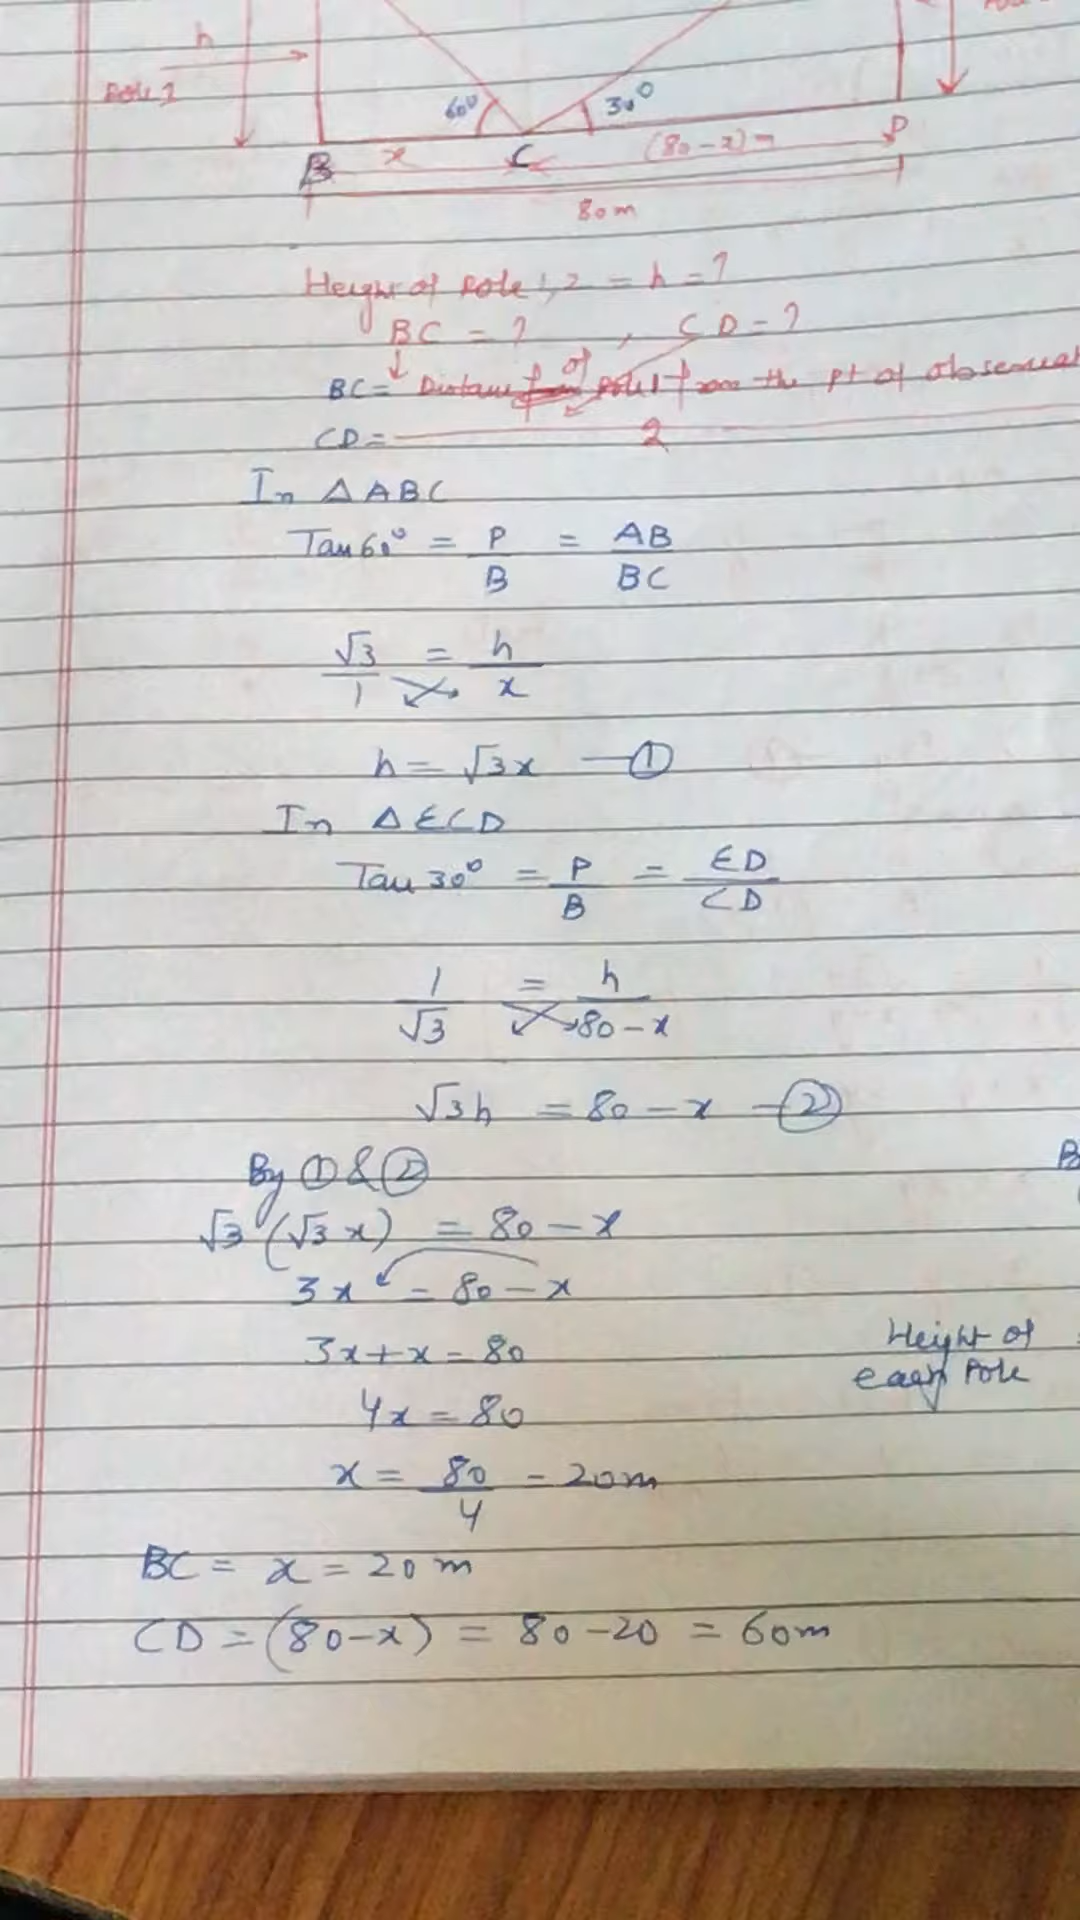 h
Pole 1
60° 30°
B x C (80-x)m D
80m
Height of Pole 1,2 = h = ?
BC = ? , CD = ?
BC = Distance of Pole 1 from the pt of observat
CD = 2
In △ABC
Tan 60° = P/B = AB/BC
√3/1 = h/x
h = √3x — ①
In △ECD
Tan 30° = P/B = ED/CD
1/√3 = h/80-x
√3h = 80-x — ②
By ① & ②
√3(√3x) = 80-x
3x = 80-x
3x+x = 80
Height of
each Pole
4x = 80
x = 80/4 = 20m
BC = x = 20m
CD = (80-x) = 80-20 = 60m